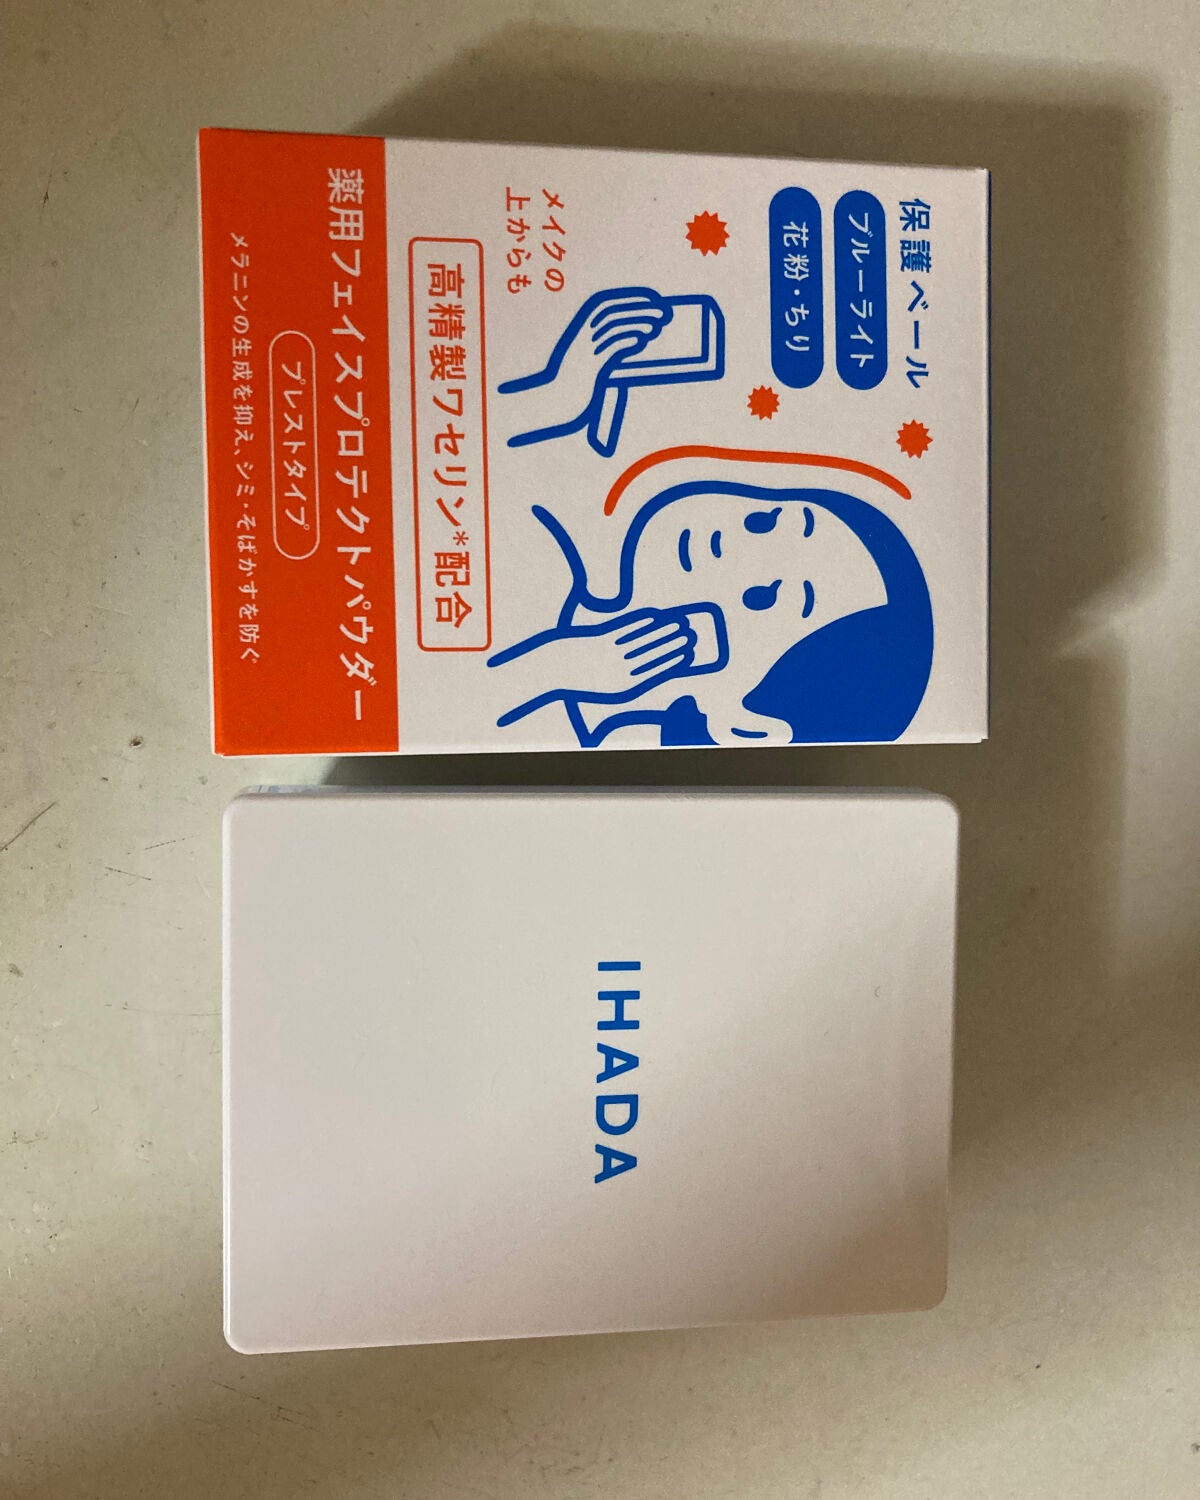 保護ベール
ブルーライト
花粉・ちり
メイクの
上からも
高精製ワセリン*配合
薬用フェイスプロテクトパウダー
プレストタイプ
メラニンの生成を抑え、シミ・そばかすを防ぐ
IHADA